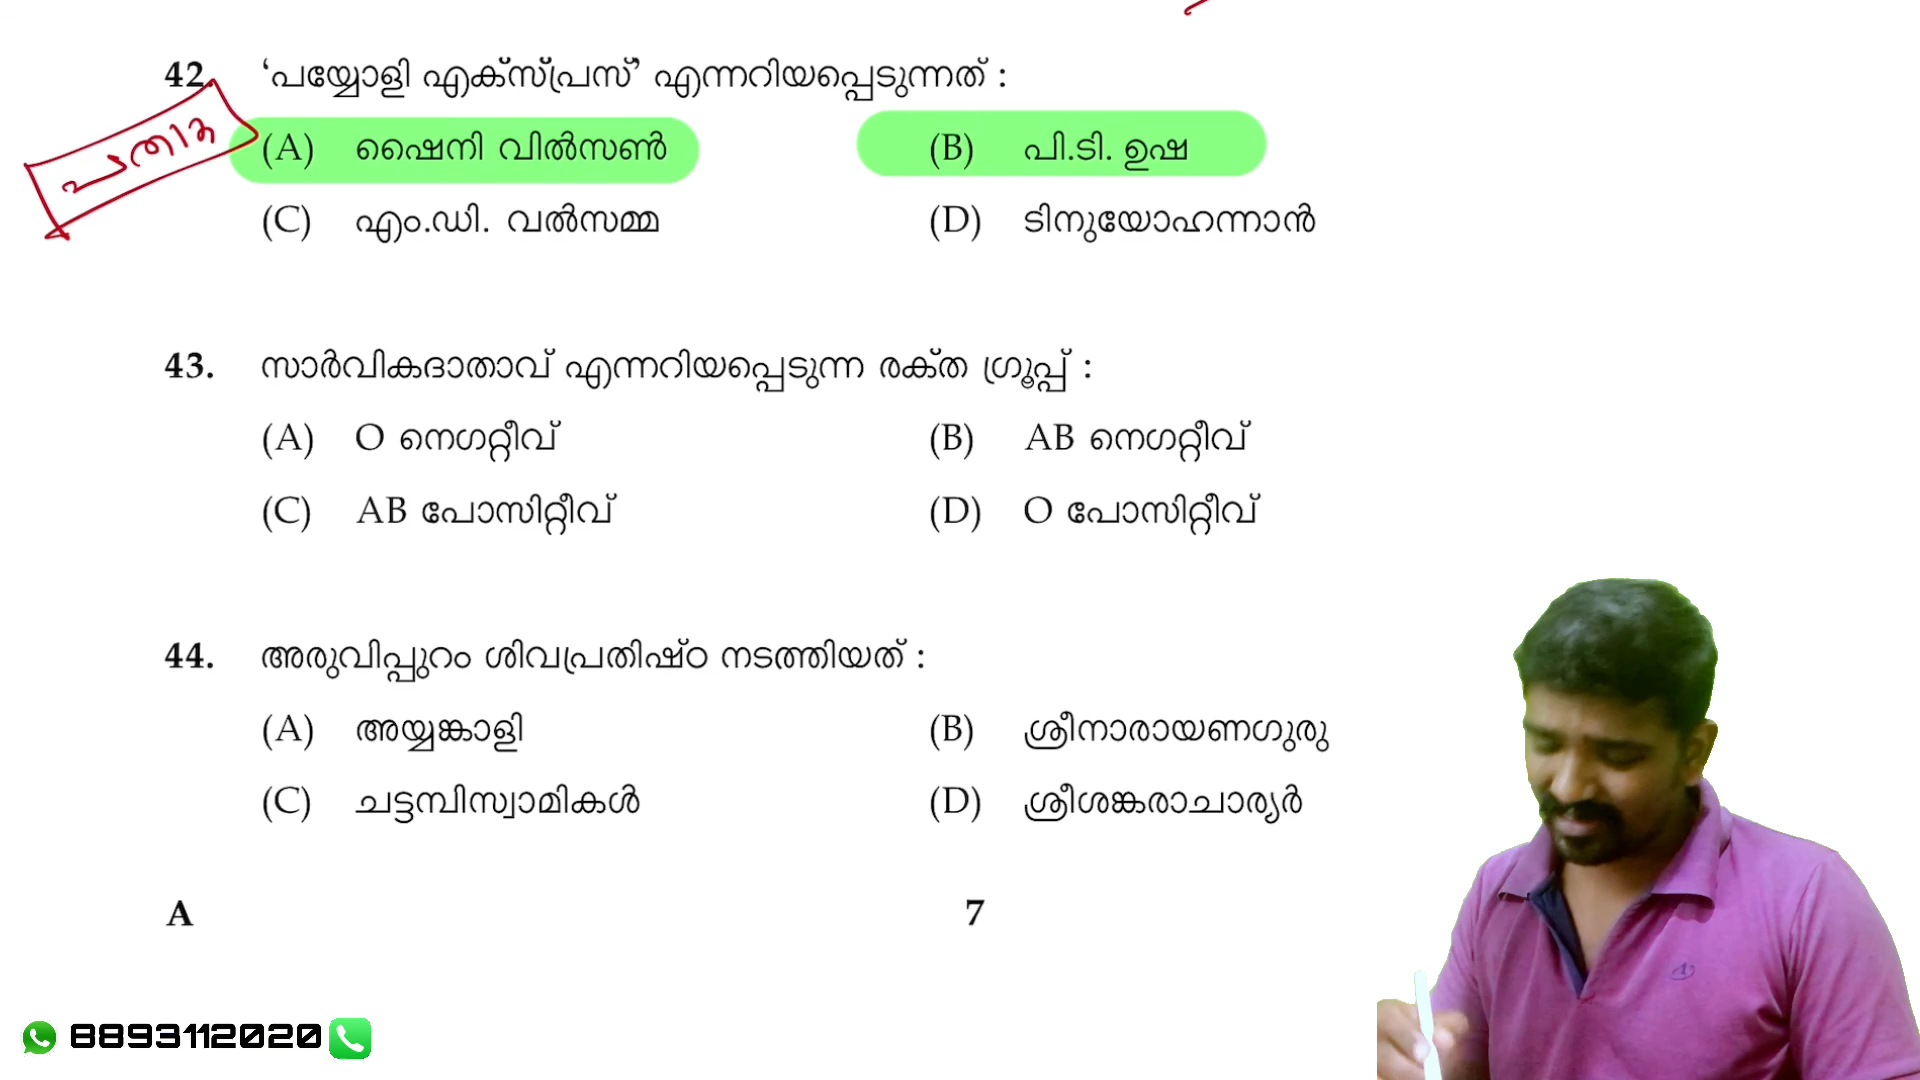 42. ‘പയ്യോളി എക്സ്പ്രസ്’ എന്നറിയപ്പെടുന്നത് :
പതാക
(A) ഷൈനി വിൽസൺ (B) പി.ടി. ഉഷ
(C) എം.ഡി. വൽസമ്മ (D) ടിനുയോഹന്നാൻ
43. സാർവികദാതാവ് എന്നറിയപ്പെടുന്ന രക്ത ഗ്രൂപ്പ് :
(A) O നെഗറ്റീവ് (B) AB നെഗറ്റീവ്
(C) AB പോസിറ്റീവ് (D) O പോസിറ്റീവ്
44. അരുവിപ്പുറം ശിവപ്രതിഷ്ഠ നടത്തിയത് :
(A) അയ്യങ്കാളി (B) ശ്രീനാരായണഗുരു
(C) ചട്ടമ്പിസ്വാമികൾ (D) ശ്രീശങ്കരാചാര്യർ
A 7
8893112020